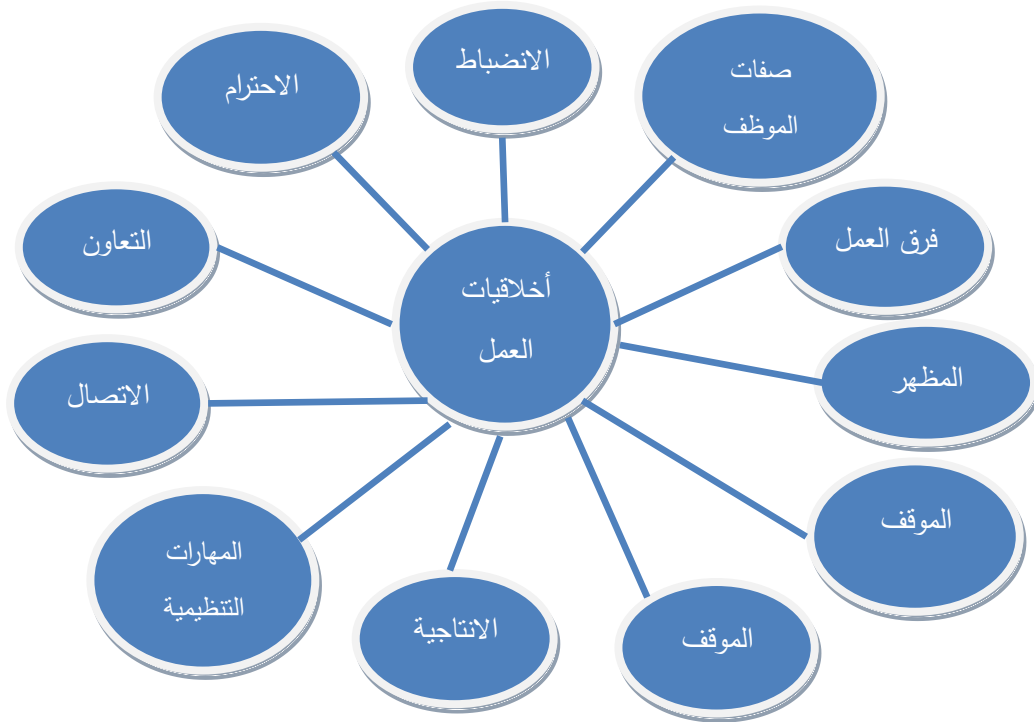 صفات
الموظف
الانضباط
الاحترام
فرق العمل
التعاون
أخلاقيات
العمل
المظهر
الاتصال
الموقف
المهارات
التنظيمية
الانتاجية
الموقف